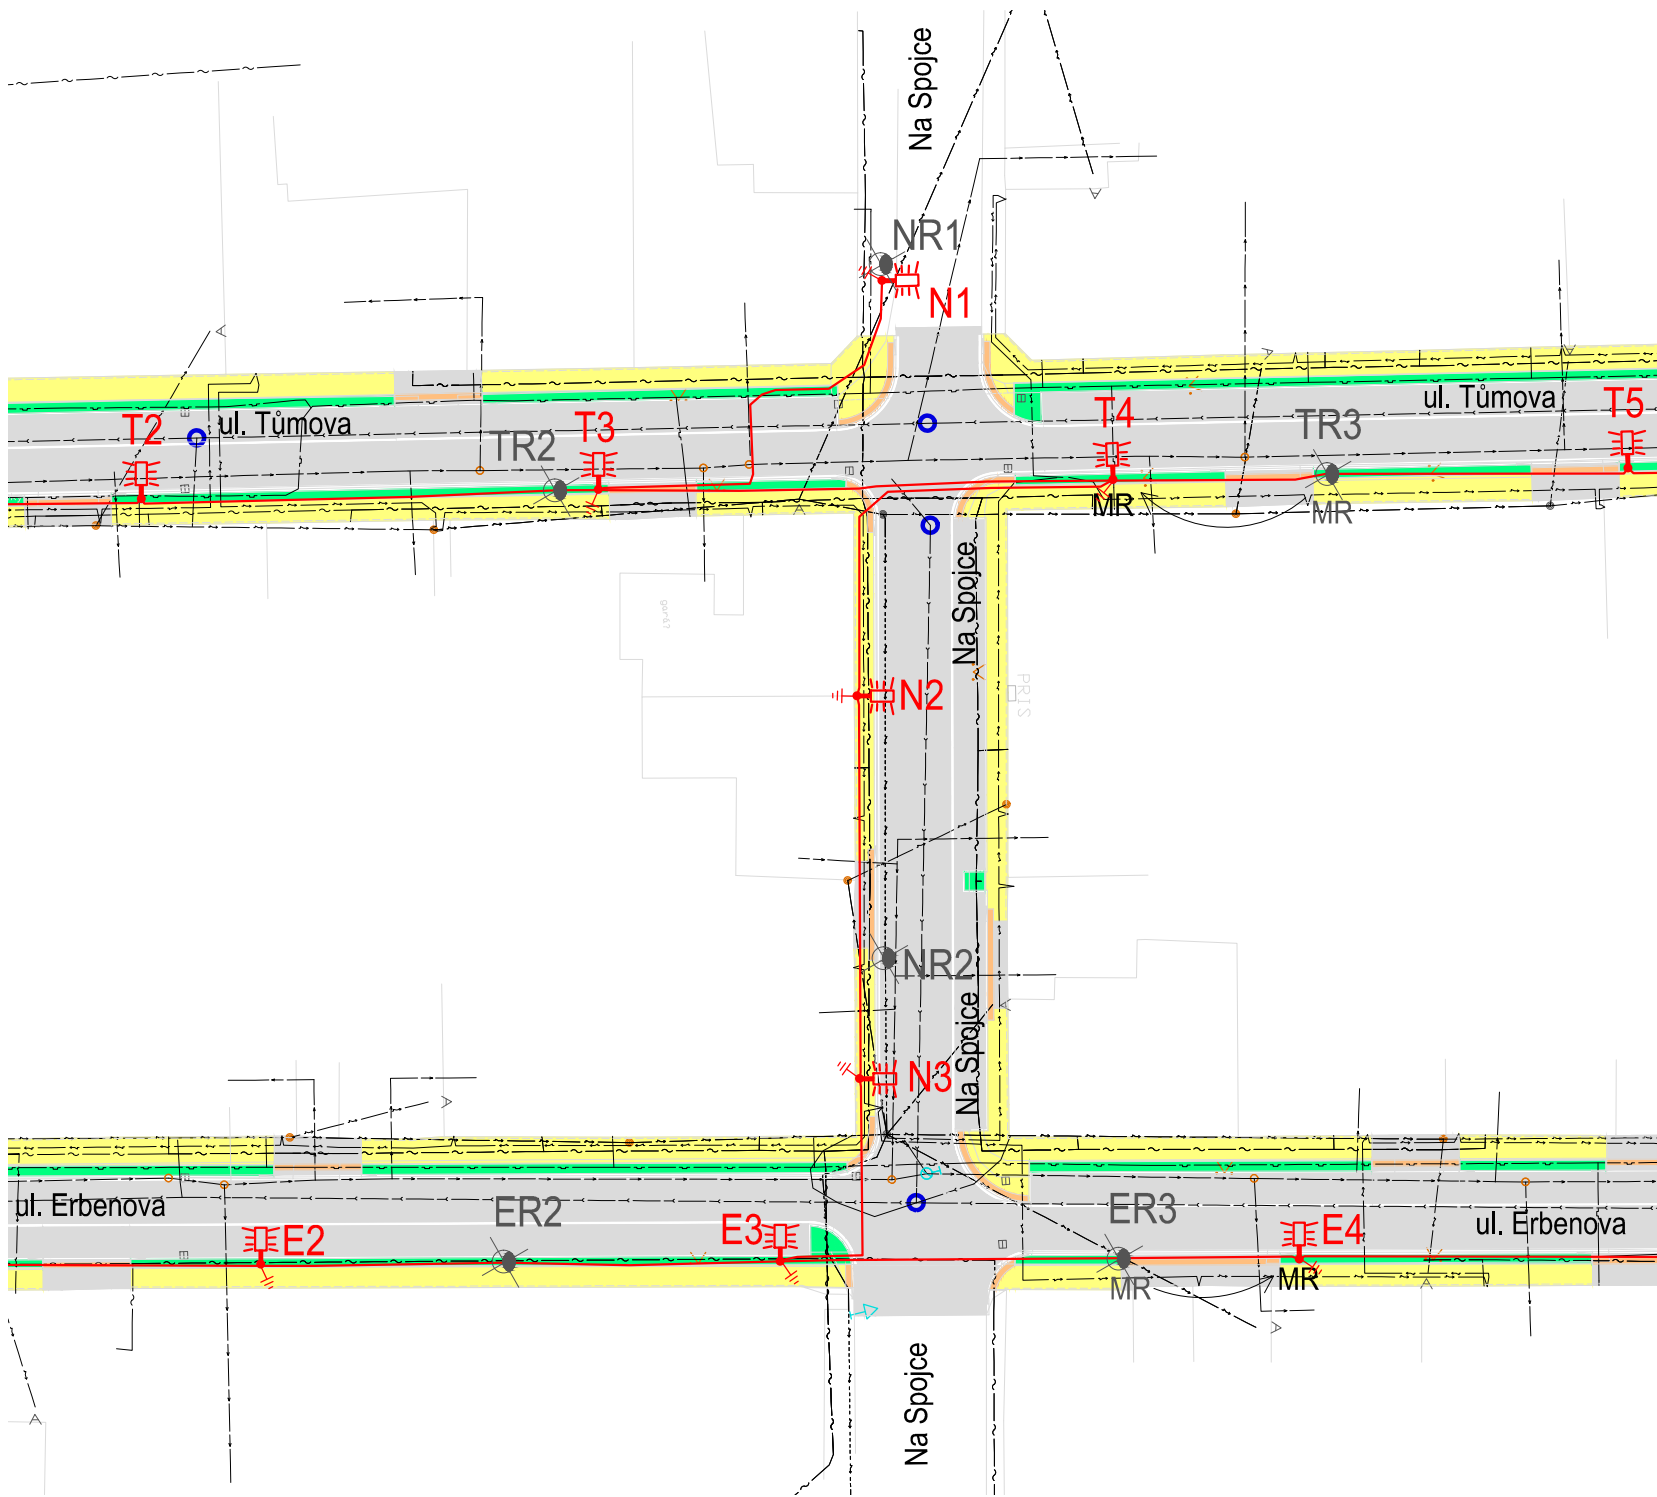 Na Spojce
NR1
N1
ul. Tůmova
T5
T2
ul. Tůmova
T3
T4
TR3
TR2
MR
MR
Na Spojce
N2
PRIS
NR2
Na Spojce
N3
ul. Erbenova
ER2
ER3
E2
E3
E4
ul. Erbenova
MR
MR
Na Spojce